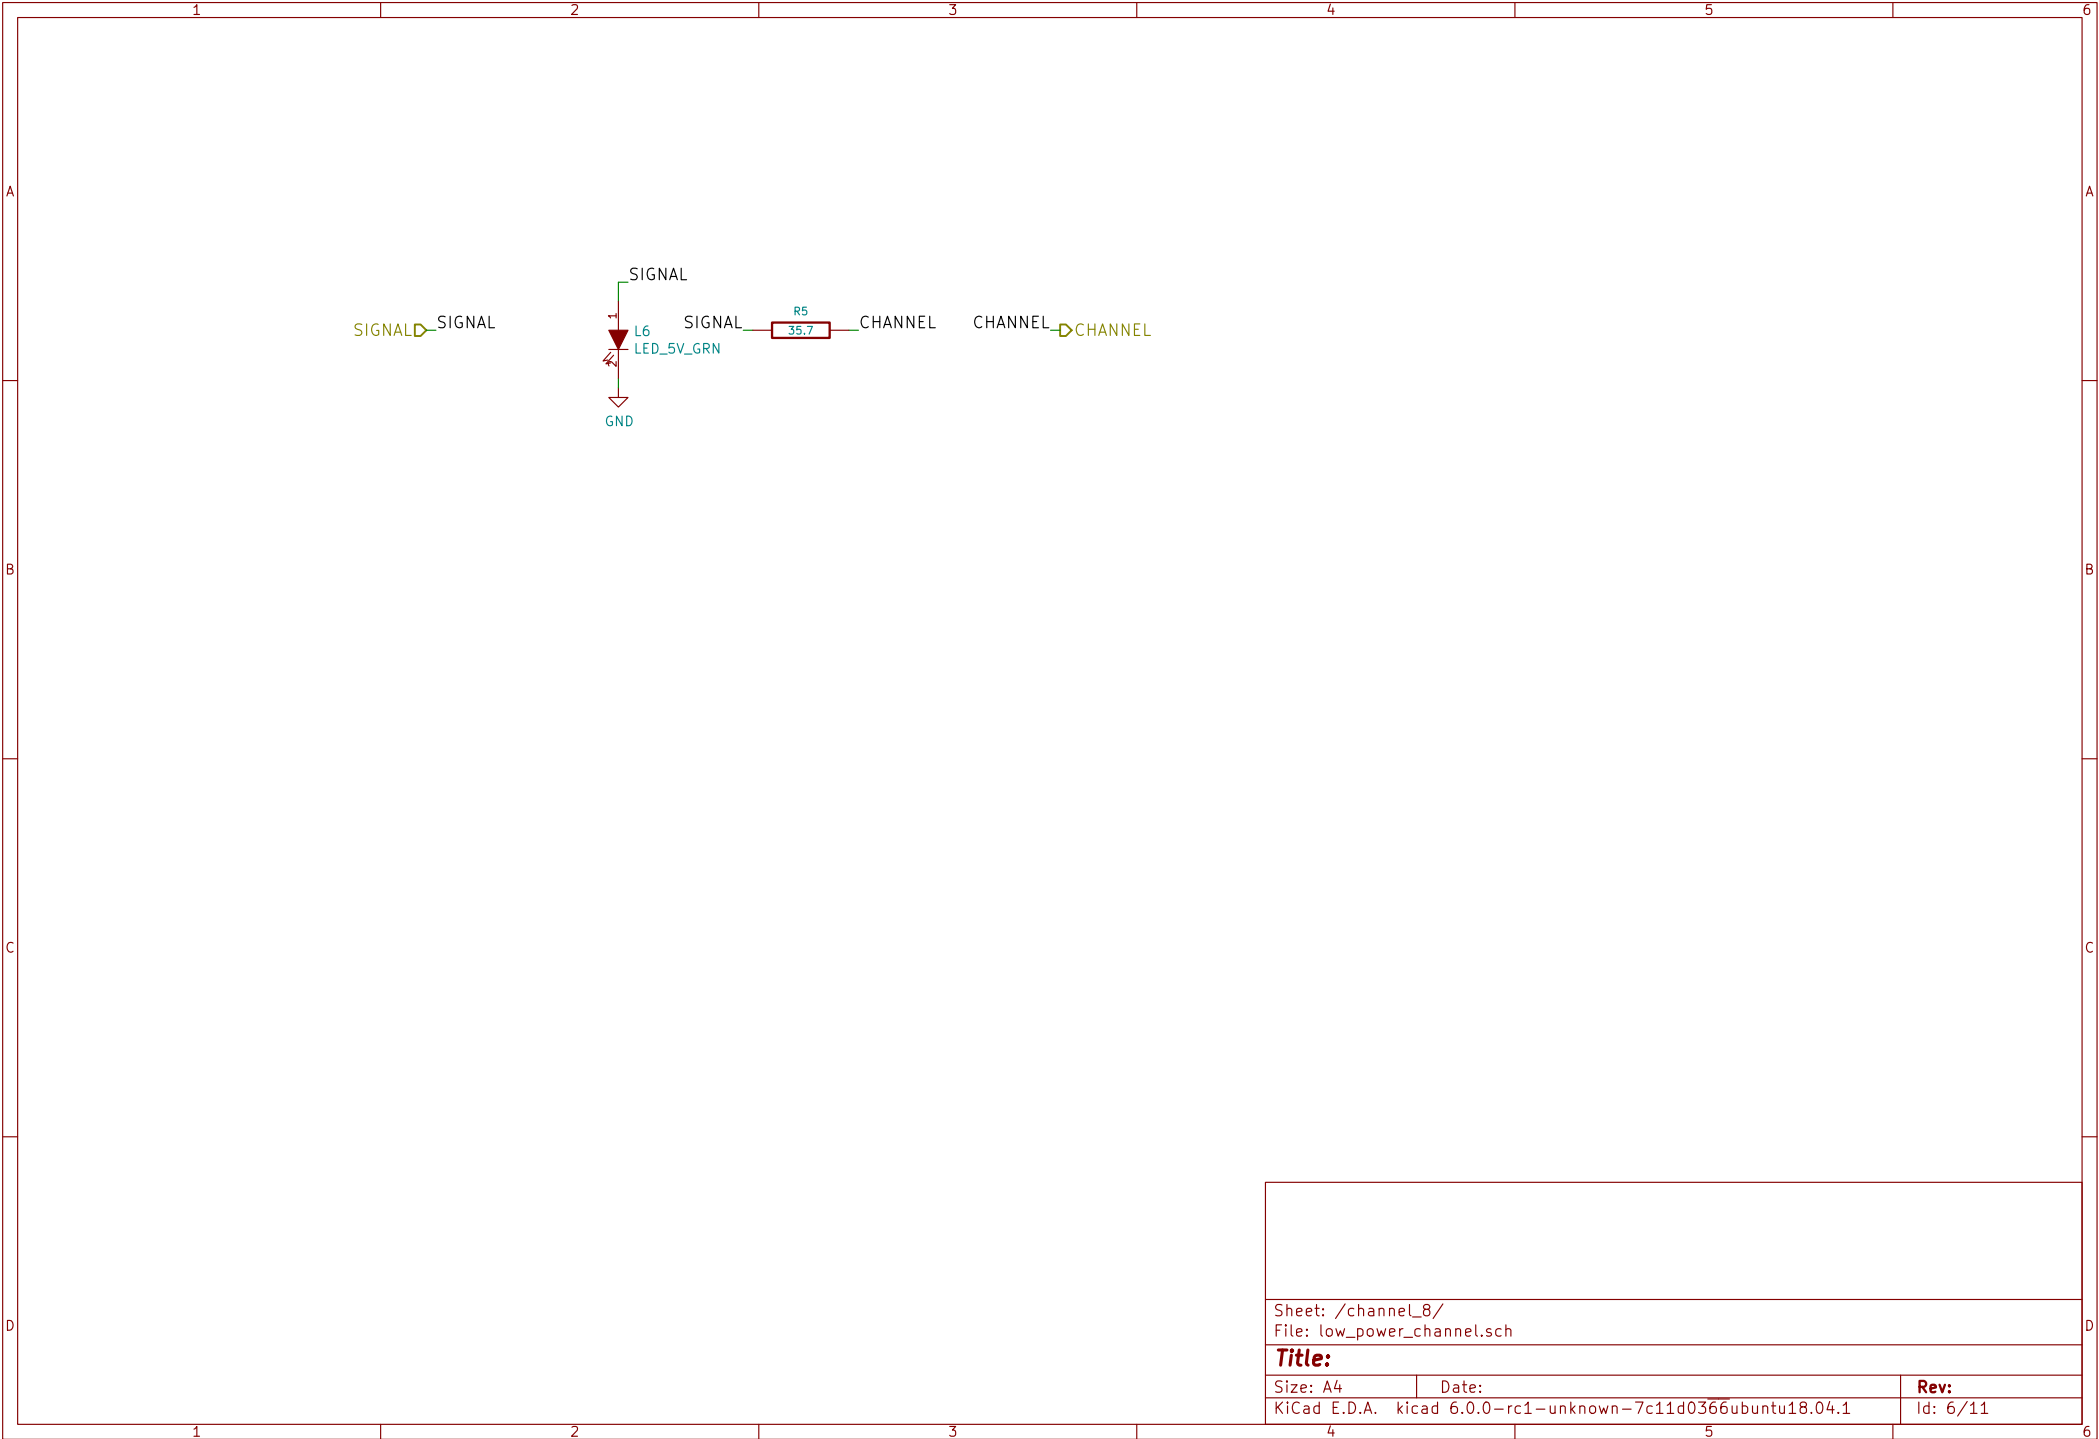 1 2 3 4 5 6
A A
SIGNAL
SIGNAL SIGNAL
1
L6
LED_5V_GRN
2
GND
R5
SIGNAL 35.7 CHANNEL
CHANNEL CHANNEL
B B
C C
D D
Sheet: /channel_8/
File: low_power_channel.sch
Title:
Size: A4 Date: Rev:
KiCad E.D.A. kicad 6.0.0-rc1-unknown-7c11d0366ubuntu18.04.1 Id: 6/11
1 2 3 4 5 6